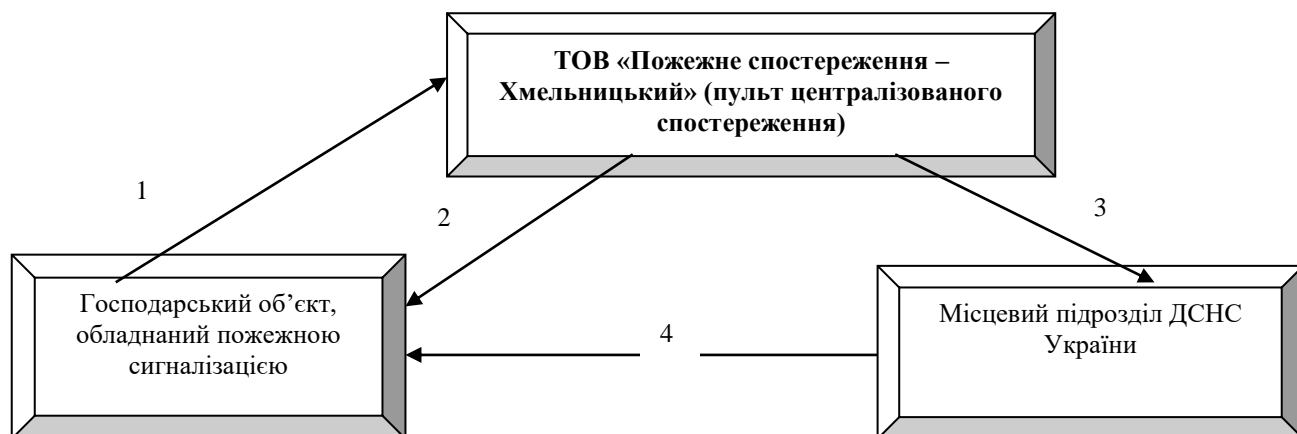 ТОВ «Пожежне спостереження –
Хмельницький» (пульт централізованого
спостереження)
1
2
3
Господарський об’єкт,
обладнаний пожежною
сигналізацією
4
Місцевий підрозділ ДСНС
України